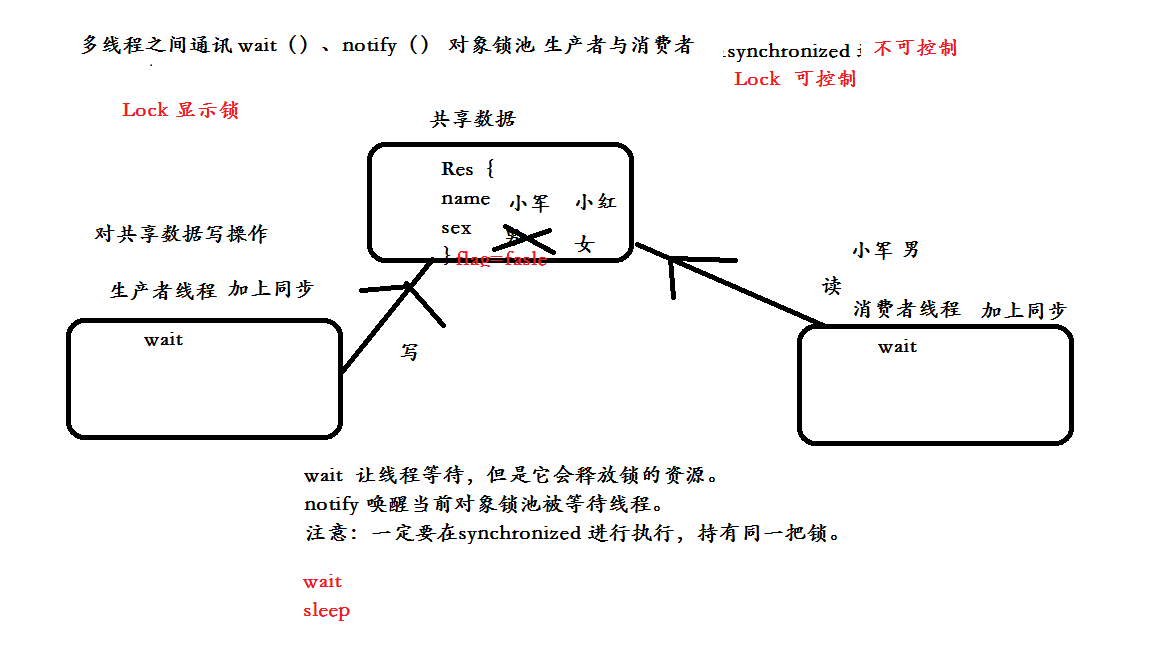 多线程之间通讯 wait（）、notify（） 对象锁池 生产者与消费者
synchronized 不可控制
Lock 可控制
Lock 显示锁
共享数据
Res {
name 小军 小红
sex 女
} flag=fasle
对共享数据写操作
小军 男
读
生产者线程 加上同步
消费者线程 加上同步
wait
wait
写
wait 让线程等待，但是它会释放锁的资源。
notify 唤醒当前对象锁池被等待线程。
注意：一定要在synchronized 进行执行，持有同一把锁。
wait
sleep